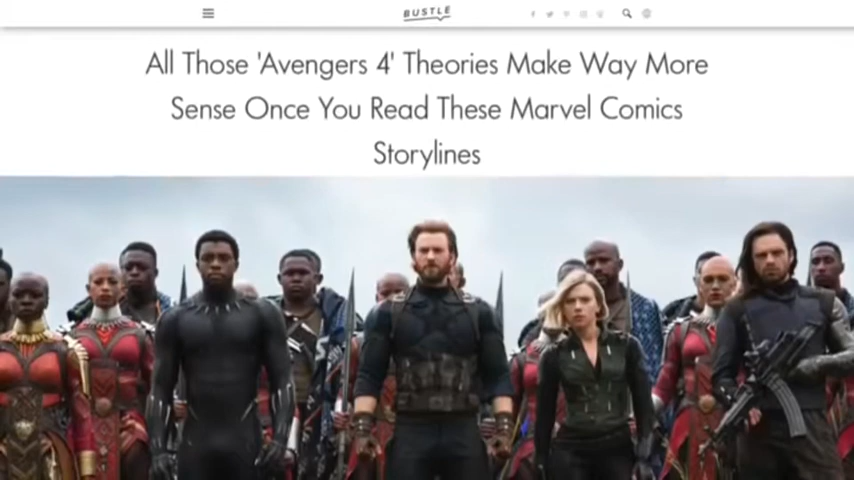 BUSTLE
All Those 'Avengers 4' Theories Make Way More
Sense Once You Read These Marvel Comics
Storylines